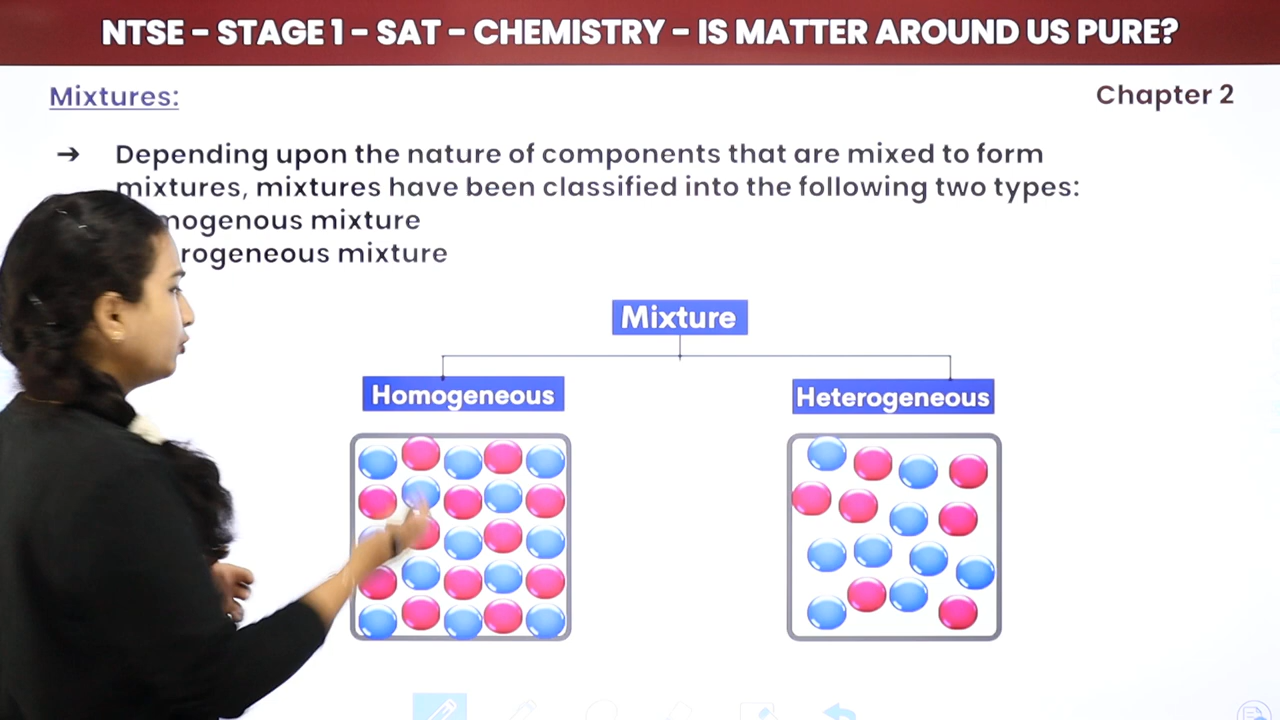 NTSE – STAGE 1 – SAT – CHEMISTRY – IS MATTER AROUND US PURE?
Mixtures:
Chapter 2
➔ Depending upon the nature of components that are mixed to form
mixtures, mixtures have been classified into the following two types:
mogenous mixture
rogeneous mixture
Mixture
Homogeneous
Heterogeneous